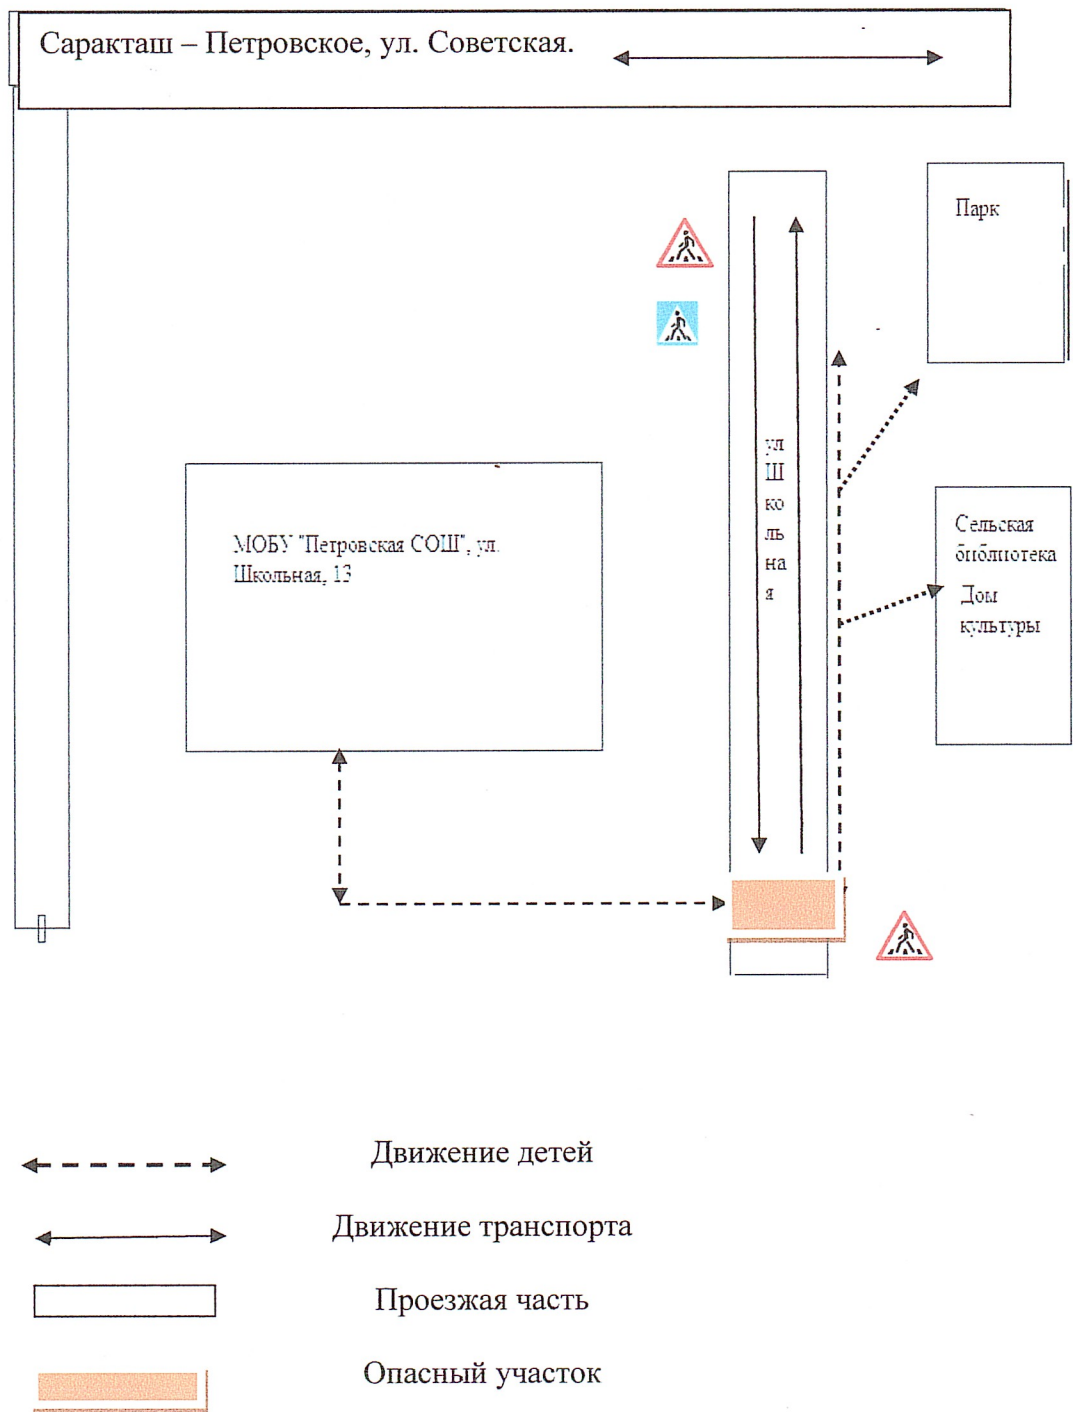 Саракташ – Петровское, ул. Советская.
Парк
ул
Ш
ко
ль
на
я
МОБУ "Петровская СОШ", ул.
Школьная, 13
Сельская
библиотека
Дом
культуры
Движение детей
Движение транспорта
Проезжая часть
Опасный участок